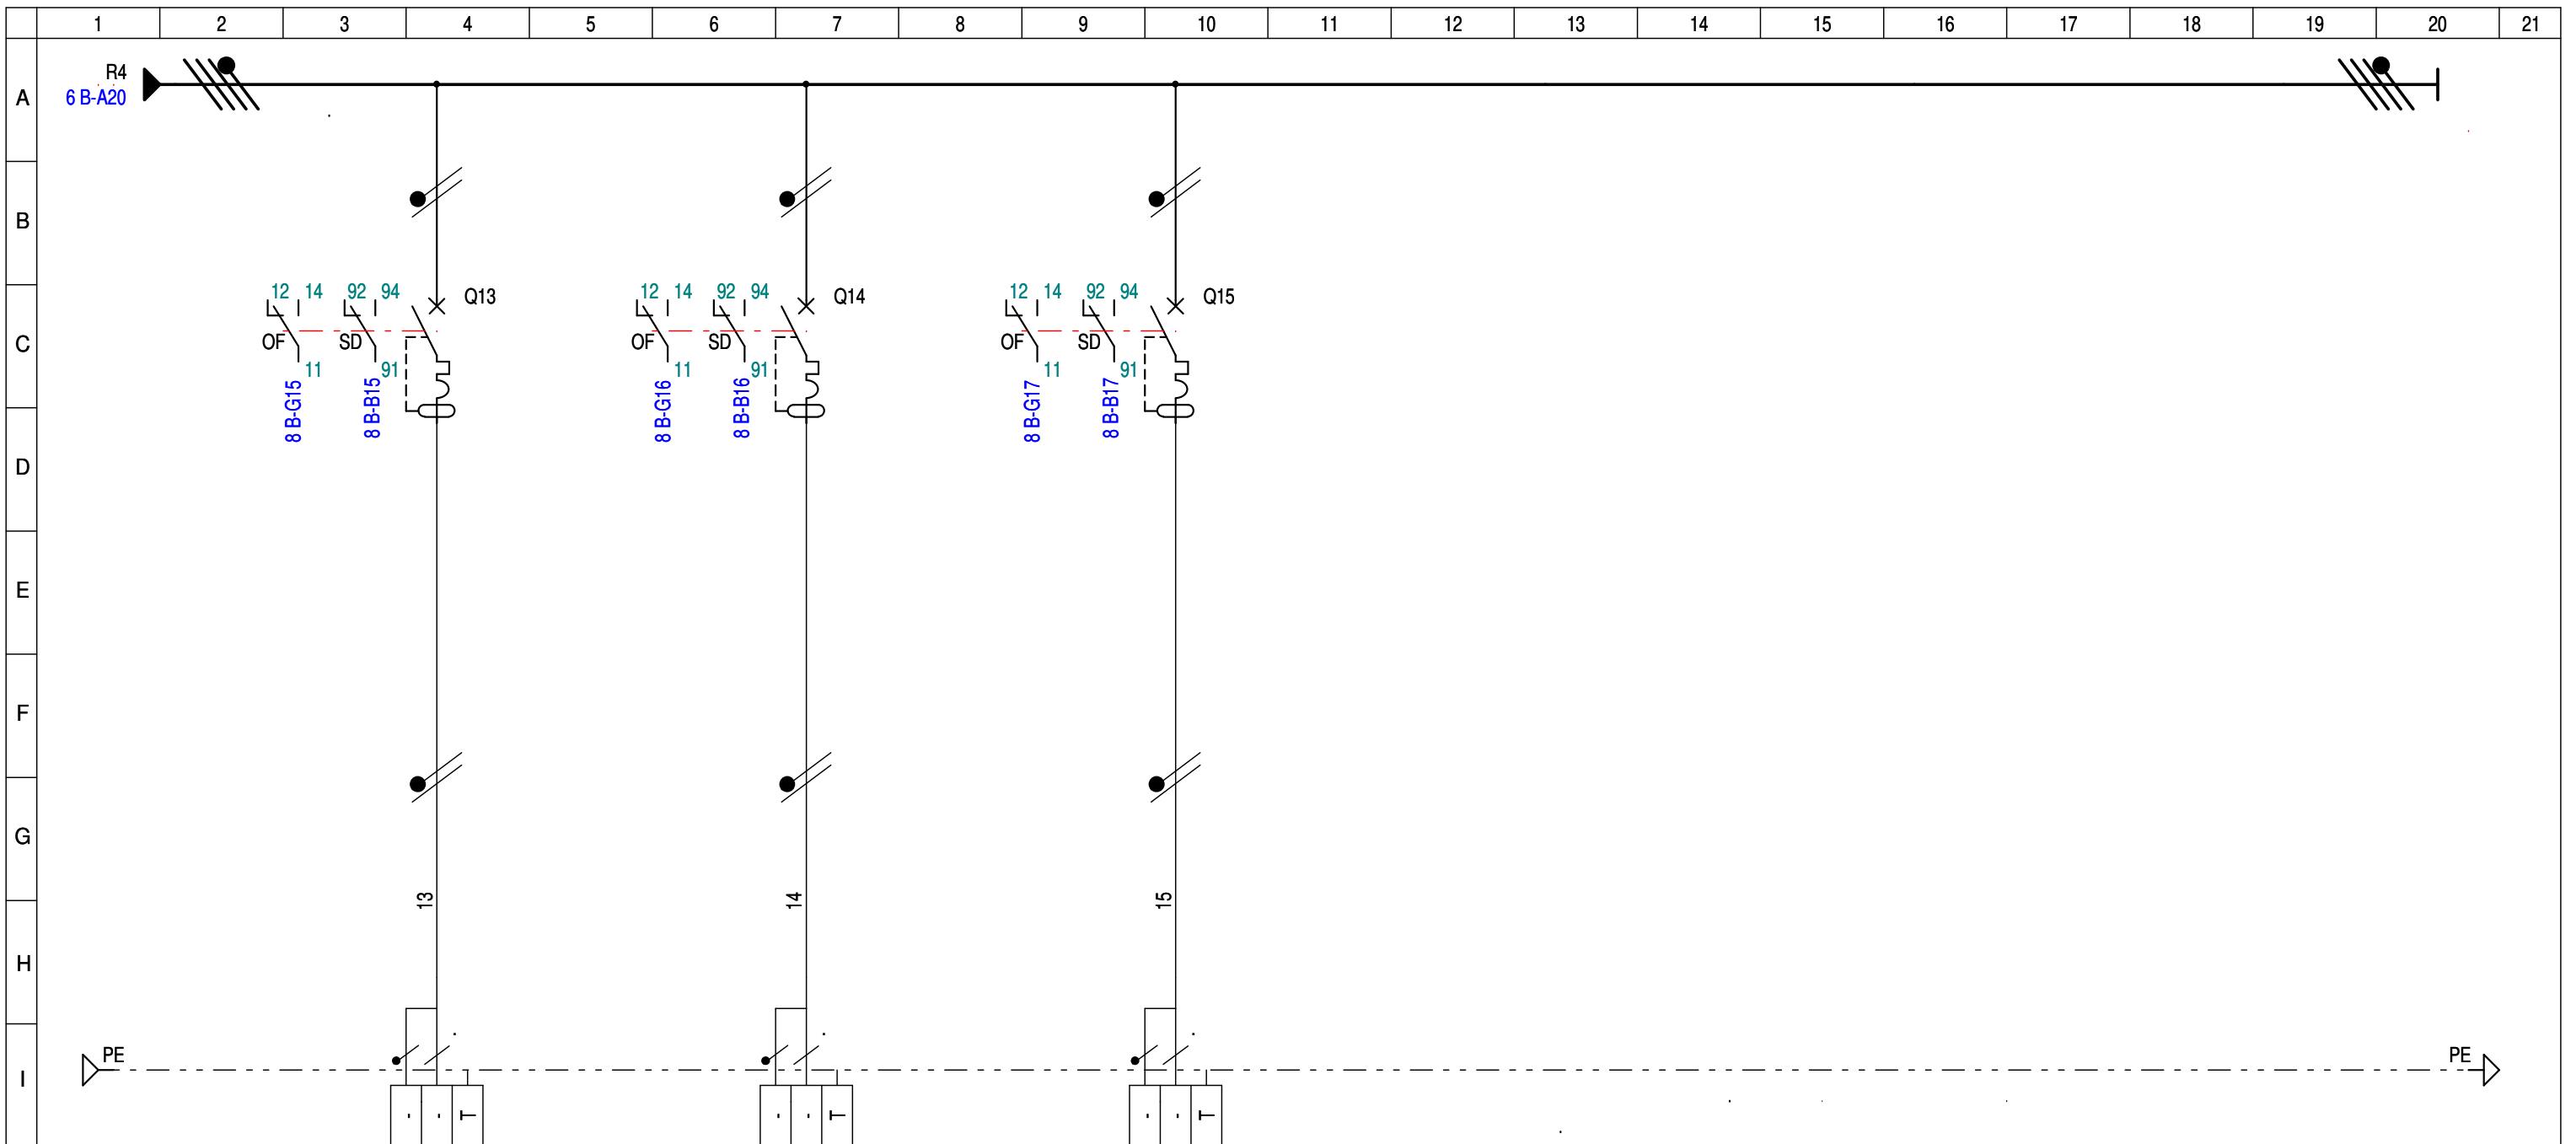 1 2 3 4 5 6 7 8 9 10 11 12 13 14 15 16 17 18 19 20 21
A
R4
6 B-A20
B
C
12 14 92 94 Q13
OF SD
11 91
8 B-G15 8 B-B15
12 14 92 94 Q14
OF SD
11 91
8 B-G16 8 B-B16
12 14 92 94 Q15
OF SD
11 91
8 B-G17 8 B-B17
D
E
F
G
13 14 15
H
I
PE PE
- - T
- - T
- - T